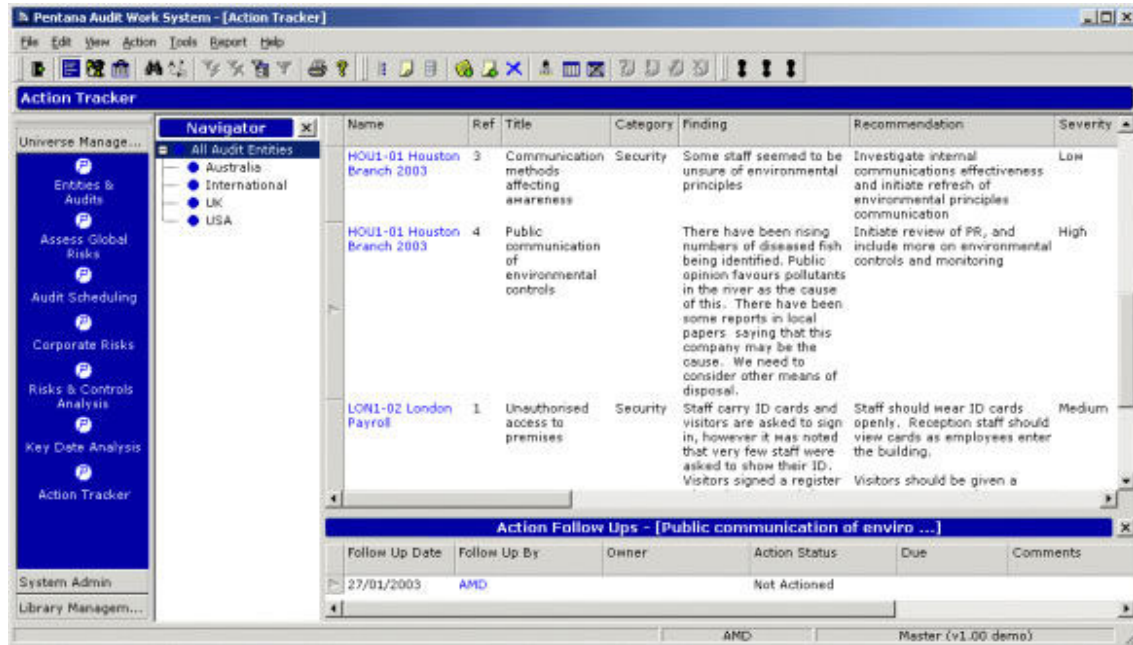 Pentana Audit Work System - [Action Tracker]
File Edit View Action Tools Report Help
Action Tracker
Universe Manage...
Entities &
Audits
Assess Global
Risks
Audit Scheduling
Corporate Risks
Risks & Controls
Analysis
Key Date Analysis
Action Tracker
System Admin
Library Managem...
Navigator
All Audit Entities
Australia
International
UK
USA
Name Ref Title Category Finding Recommendation Severity
HOU1-01 Houston 3 Communication Security Some staff seemed to be Investigate internal Low
Branch 2003 methods unsure of environmental communications effectiveness
affecting principles and initiate refresh of
awareness environmental principles
communication
HOU1-01 Houston 4 Public There have been rising Initiate review of PR, and High
Branch 2003 communication numbers of diseased fish include more on environmental
of being identified. Public controls and monitoring
environmental opinion favours pollutants
controls in the river as the cause
of this. There have been
some reports in local
papers saying that this
company may be the
cause. We need to
consider other means of
disposal.
LON1-02 London 1 Unauthorised Security Staff carry ID cards and Staff should wear ID cards Medium
Payroll access to visitors are asked to sign openly. Reception staff should
premises in, however it was noted view cards as employees enter
that very few staff were the building.
asked to show their ID.
Visitors signed a register Visitors should be given a
Action Follow Ups - [Public communication of enviro ...]
Follow Up Date Follow Up By Owner Action Status Due Comments
27/01/2003 AMD Not Actioned
AMD Master (v1.00 demo)